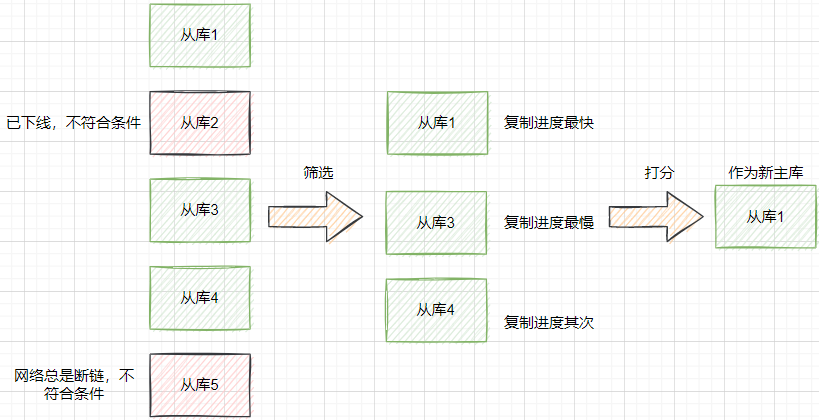 从库1
已下线，不符合条件
从库2
从库3
从库4
网络总是断链，不
符合条件
从库5
筛选
从库1
复制进度最快
从库3
复制进度最慢
从库4
复制进度其次
打分
作为新主库
从库1